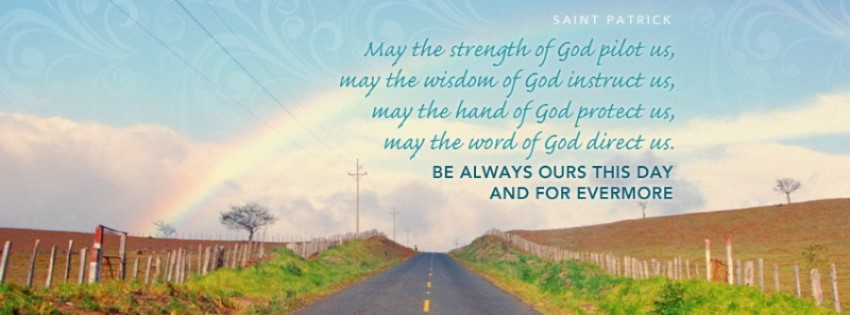 SAINT PATRICK
May the strength of God pilot us,
may the wisdom of God instruct us,
may the hand of God protect us,
may the word of God direct us.
BE ALWAYS OURS THIS DAY
AND FOR EVERMORE